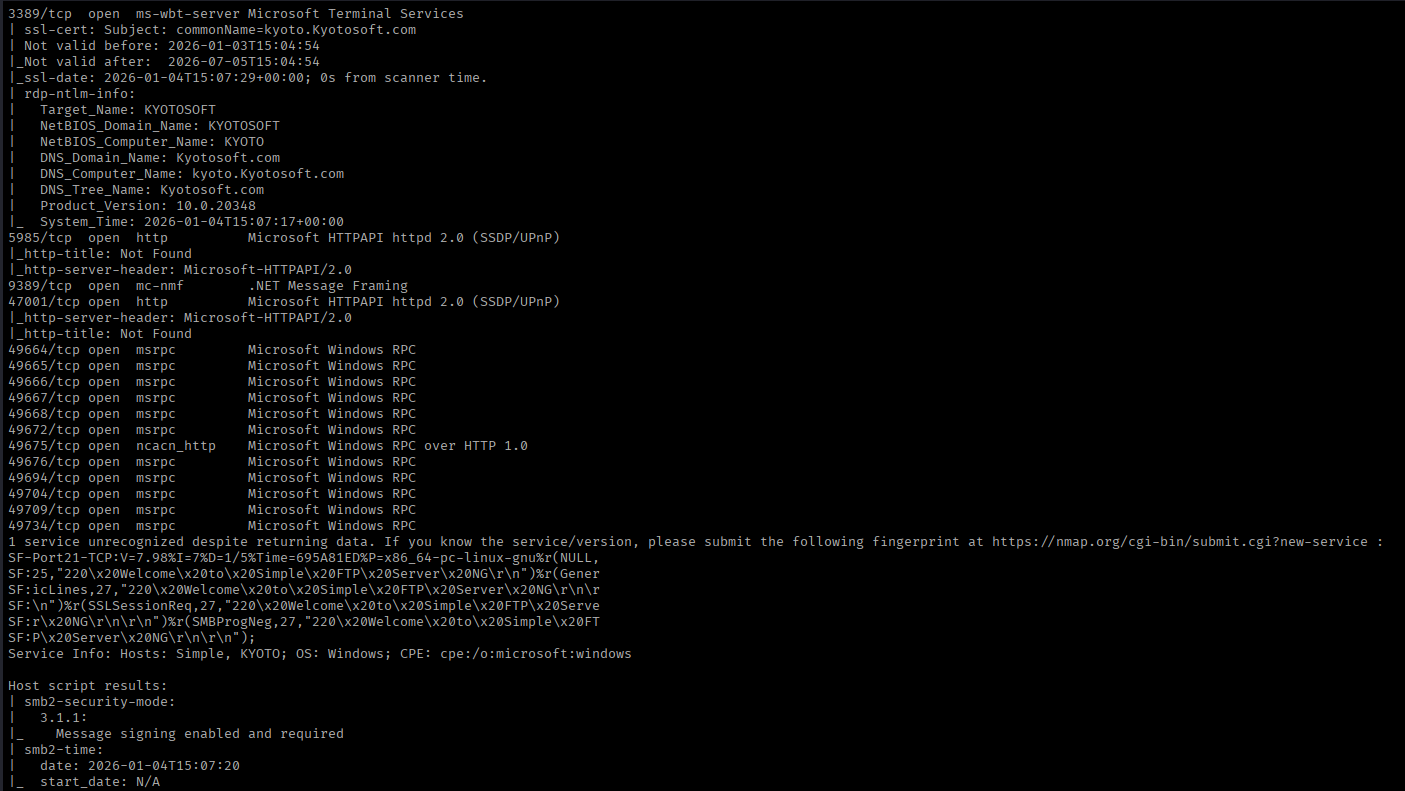 3389/tcp  open  ms-wbt-server Microsoft Terminal Services
| ssl-cert: Subject: commonName=kyoto.Kyotosoft.com
| Not valid before: 2026-01-03T15:04:54
|_Not valid after:  2026-07-05T15:04:54
|_ssl-date: 2026-01-04T15:07:29+00:00; 0s from scanner time.
| rdp-ntlm-info:
|   Target_Name: KYOTOSOFT
|   NetBIOS_Domain_Name: KYOTOSOFT
|   NetBIOS_Computer_Name: KYOTO
|   DNS_Domain_Name: Kyotosoft.com
|   DNS_Computer_Name: kyoto.Kyotosoft.com
|   DNS_Tree_Name: Kyotosoft.com
|   Product_Version: 10.0.20348
|_  System_Time: 2026-01-04T15:07:17+00:00
5985/tcp  open  http          Microsoft HTTPAPI httpd 2.0 (SSDP/UPnP)
|_http-title: Not Found
|_http-server-header: Microsoft-HTTPAPI/2.0
9389/tcp  open  mc-nmf        .NET Message Framing
47001/tcp open  http          Microsoft HTTPAPI httpd 2.0 (SSDP/UPnP)
|_http-server-header: Microsoft-HTTPAPI/2.0
|_http-title: Not Found
49664/tcp open  msrpc         Microsoft Windows RPC
49665/tcp open  msrpc         Microsoft Windows RPC
49666/tcp open  msrpc         Microsoft Windows RPC
49667/tcp open  msrpc         Microsoft Windows RPC
49668/tcp open  msrpc         Microsoft Windows RPC
49672/tcp open  msrpc         Microsoft Windows RPC
49675/tcp open  ncacn_http    Microsoft Windows RPC over HTTP 1.0
49676/tcp open  msrpc         Microsoft Windows RPC
49694/tcp open  msrpc         Microsoft Windows RPC
49704/tcp open  msrpc         Microsoft Windows RPC
49709/tcp open  msrpc         Microsoft Windows RPC
49734/tcp open  msrpc         Microsoft Windows RPC
1 service unrecognized despite returning data. If you know the service/version, please submit the following fingerprint at https://nmap.org/cgi-bin/submit.cgi?new-service :
SF-Port21-TCP:V=7.98%I=7%D=1/5%Time=695A81ED%P=x86_64-pc-linux-gnu%r(NULL,
SF:25,"220\x20Welcome\x20to\x20Simple\x20FTP\x20Server\x20NG\r\n")%r(Gener
SF:icLines,27,"220\x20Welcome\x20to\x20Simple\x20FTP\x20Server\x20NG\r\n\r
SF:\n")%r(SSLSessionReq,27,"220\x20Welcome\x20to\x20Simple\x20FTP\x20Serve
SF:r\x20NG\r\n\r\n")%r(SMBProgNeg,27,"220\x20Welcome\x20to\x20Simple\x20FT
SF:P\x20Server\x20NG\r\n\r\n");
Service Info: Hosts: Simple, KYOTO; OS: Windows; CPE: cpe:/o:microsoft:windows
Host script results:
| smb2-security-mode:
|   3.1.1:
|_    Message signing enabled and required
| smb2-time:
|   date: 2026-01-04T15:07:20
|_  start_date: N/A